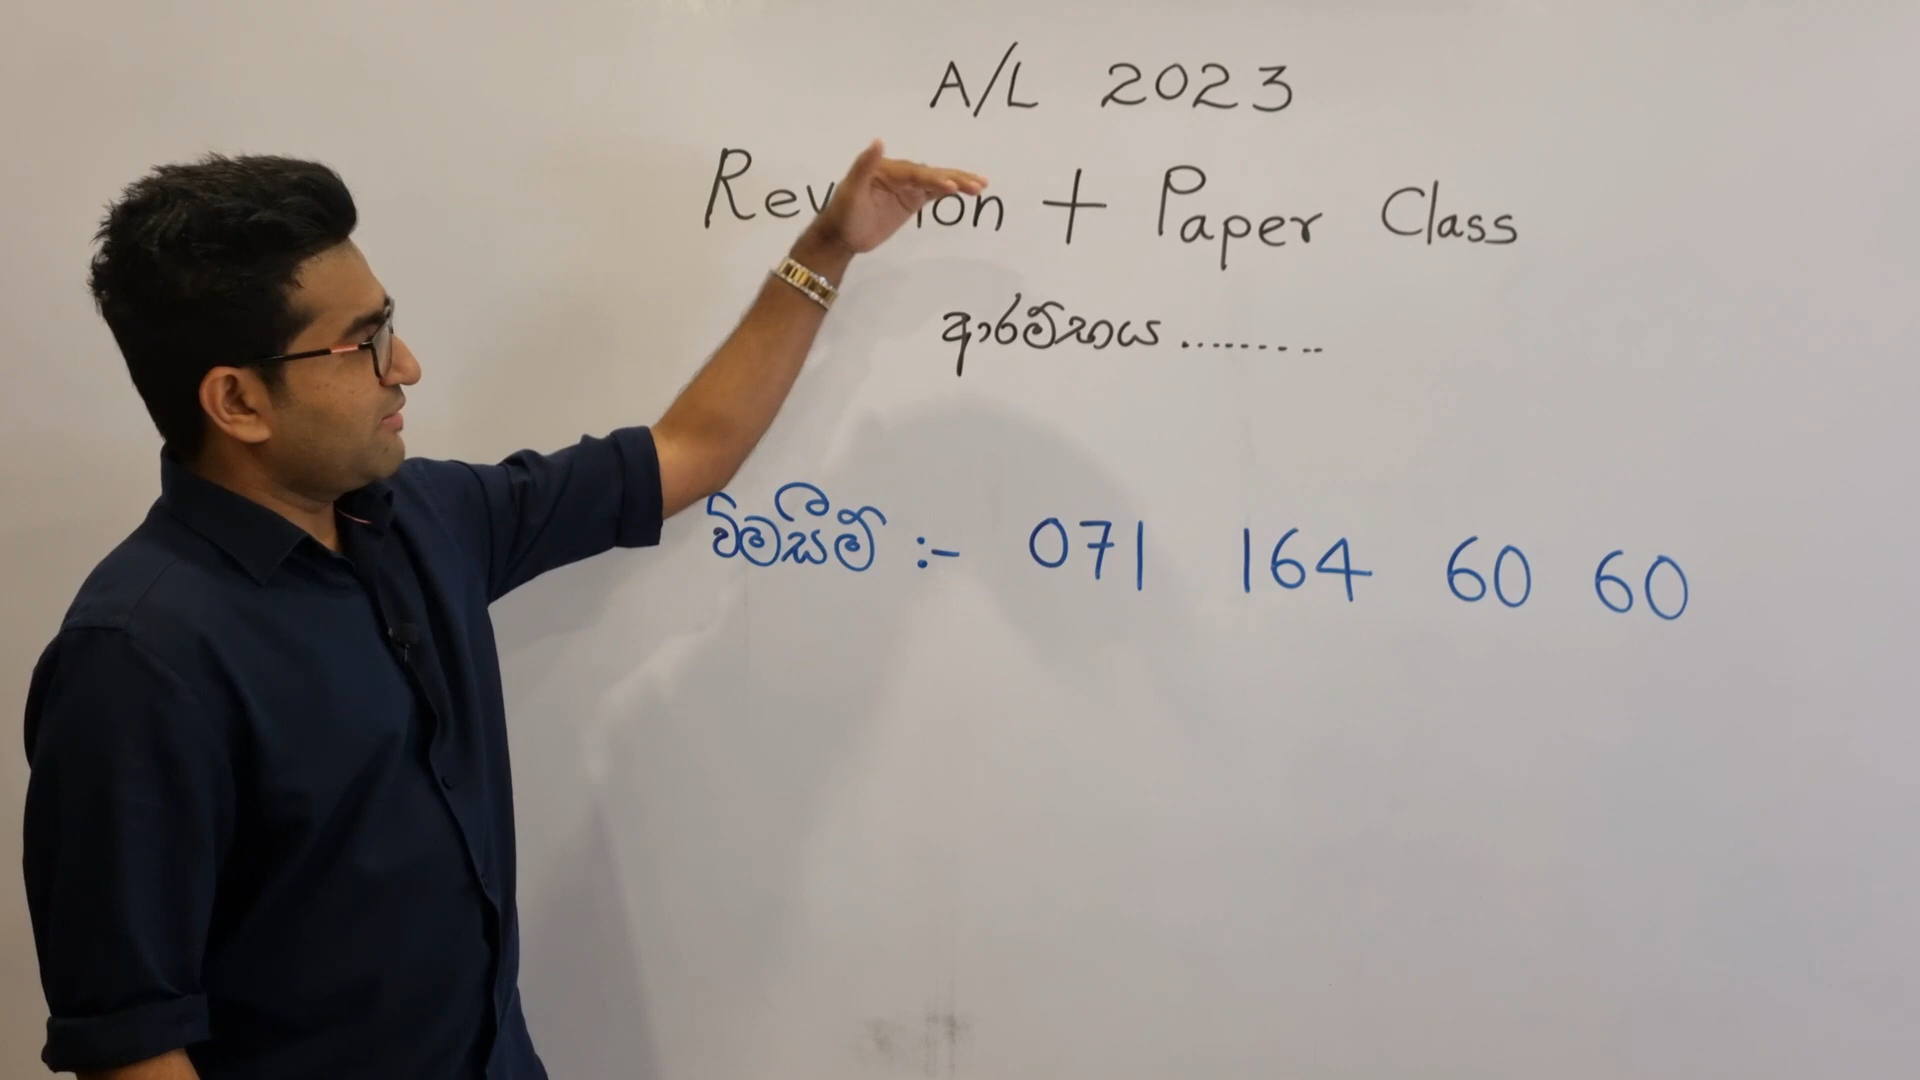 A/L 2023
Revision + Paper Class
ආරම්භය .........
විමසීම් :- 071 164 60 60